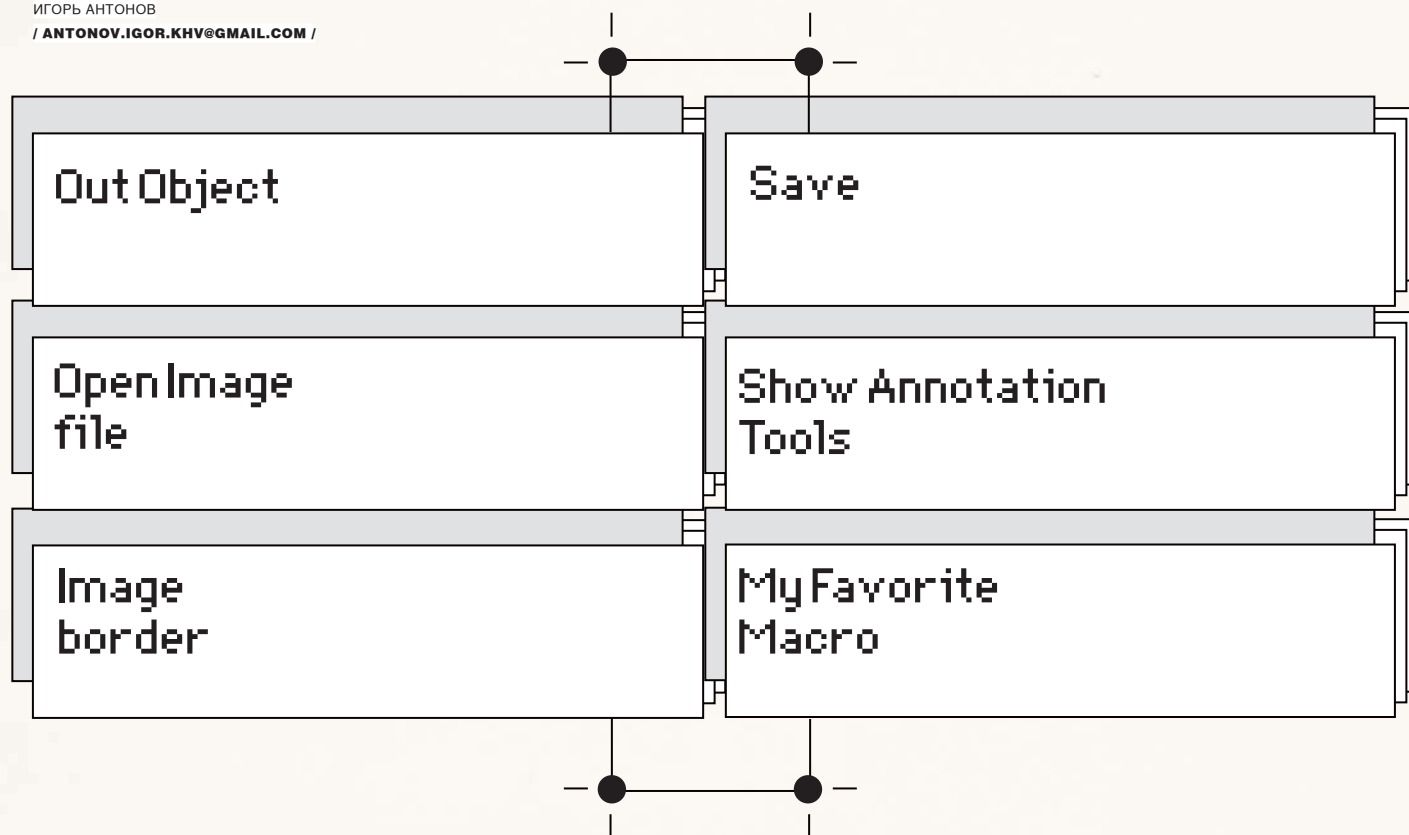 ИГОРЬ АНТОНОВ
/ ANTONOV.IGOR.KHV@GMAIL.COM /
Out Object
Save
Open Image
file
Show Annotation
Tools
Image
border
My Favorite
Macro